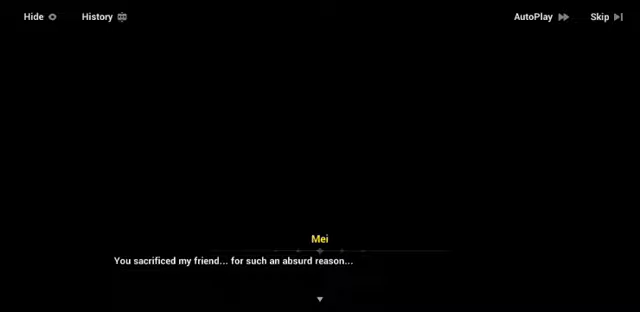 Hide
History
AutoPlay
Skip
Mei
You sacrificed my friend... for such an absurd reason...